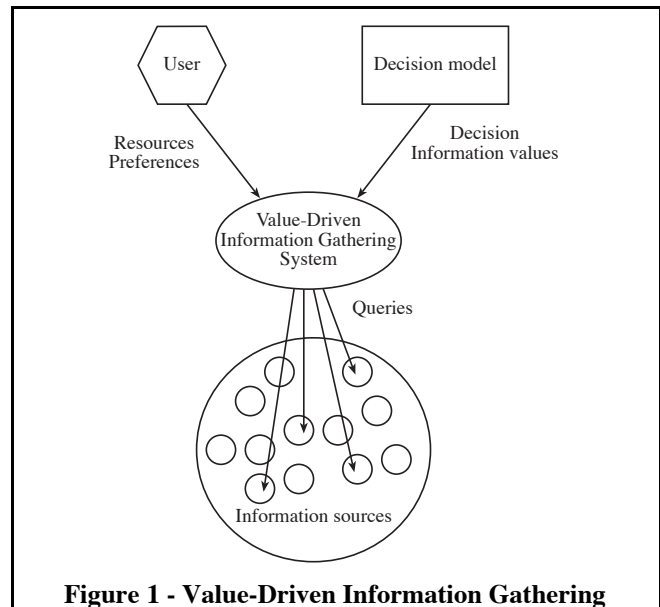 User
Decision model
Resources
Preferences
Decision
Information values
Value-Driven
Information Gathering
System
Queries
Information sources
Figure 1 - Value-Driven Information Gathering